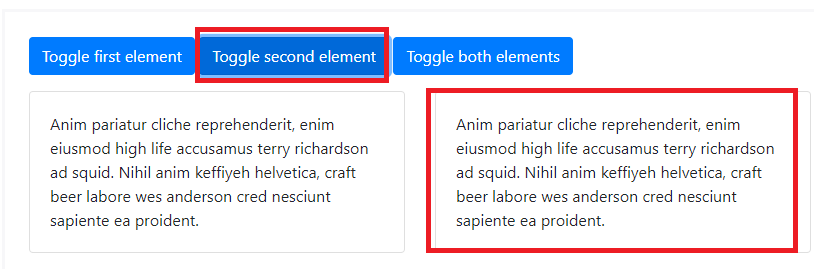 Toggle first element Toggle second element Toggle both elements
Anim pariatur cliche reprehenderit, enim
eiusmod high life accusamus terry richardson
ad squid. Nihil anim keffiyeh helvetica, craft
beer labore wes anderson cred nesciunt
sapiente ea proident.
Anim pariatur cliche reprehenderit, enim
eiusmod high life accusamus terry richardson
ad squid. Nihil anim keffiyeh helvetica, craft
beer labore wes anderson cred nesciunt
sapiente ea proident.